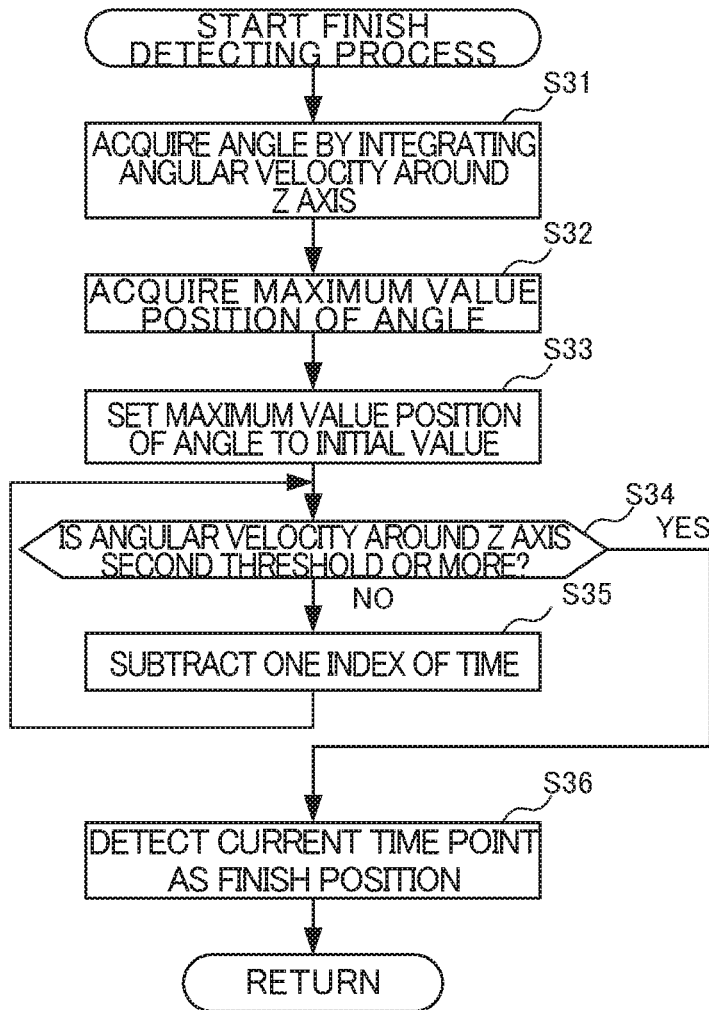 START FINISH
DETECTING PROCESS
S31
ACQUIRE ANGLE BY INTEGRATING
ANGULAR VELOCITY AROUND
Z AXIS
S32
ACQUIRE MAXIMUM VALUE
POSITION OF ANGLE
S33
SET MAXIMUM VALUE POSITION
OF ANGLE TO INITIAL VALUE
S34
IS ANGULAR VELOCITY AROUND Z AXIS
SECOND THRESHOLD OR MORE?
YES
NO
S35
SUBTRACT ONE INDEX OF TIME
S36
DETECT CURRENT TIME POINT
AS FINISH POSITION
RETURN